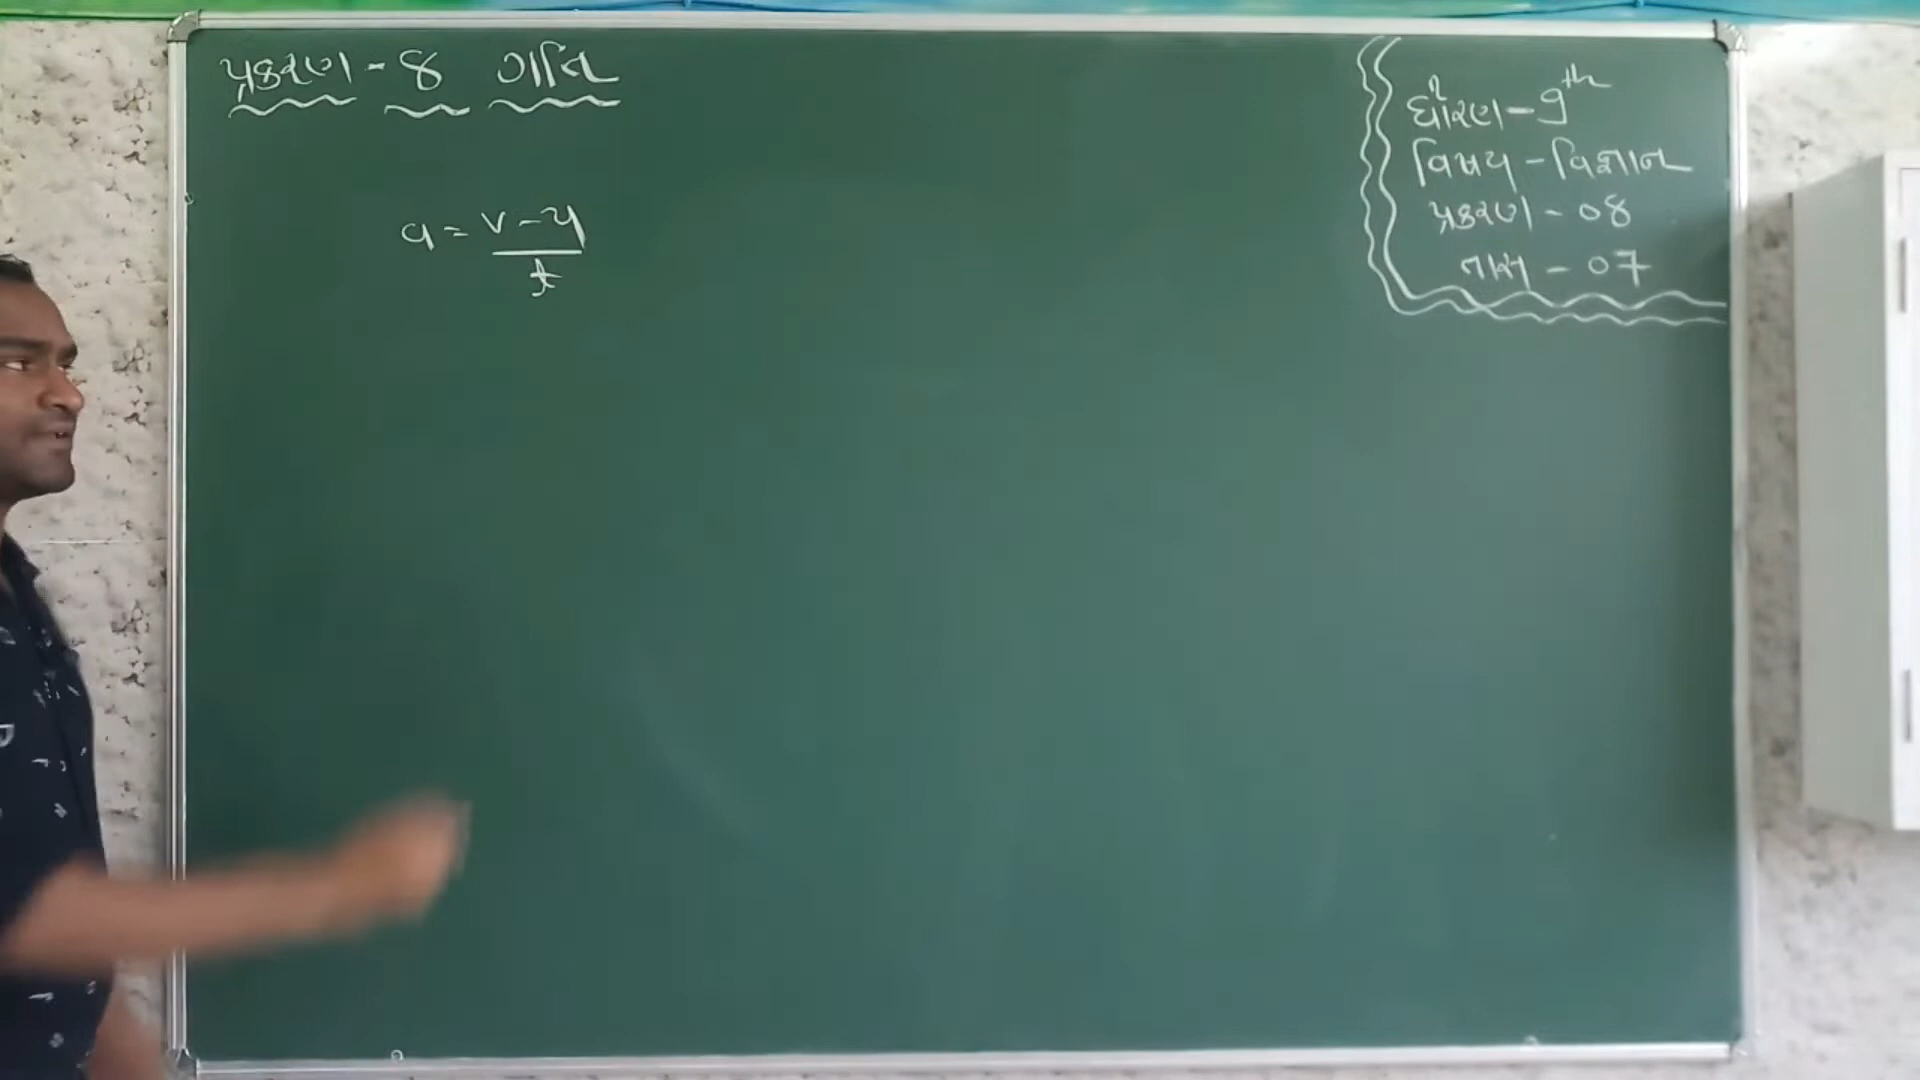 પ્રકરણ - 8 ગતિ
a = v - u
t
ધોરણ - 9th
વિષય - વિજ્ઞાન
પ્રકરણ - 08
તાસ - 07